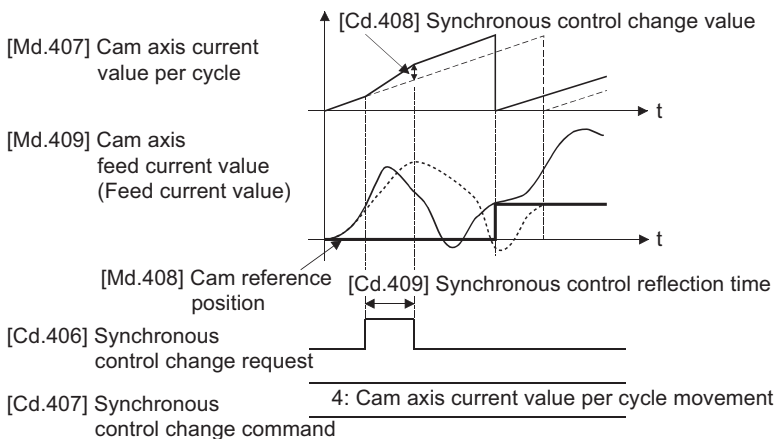 [Cd.408] Synchronous control change value
[Md.407] Cam axis current
value per cycle
t
[Md.409] Cam axis
feed current value
(Feed current value)
t
[Md.408] Cam reference
position
[Cd.409] Synchronous control reflection time
[Cd.406] Synchronous
control change request
4: Cam axis current value per cycle movement
[Cd.407] Synchronous
control change command